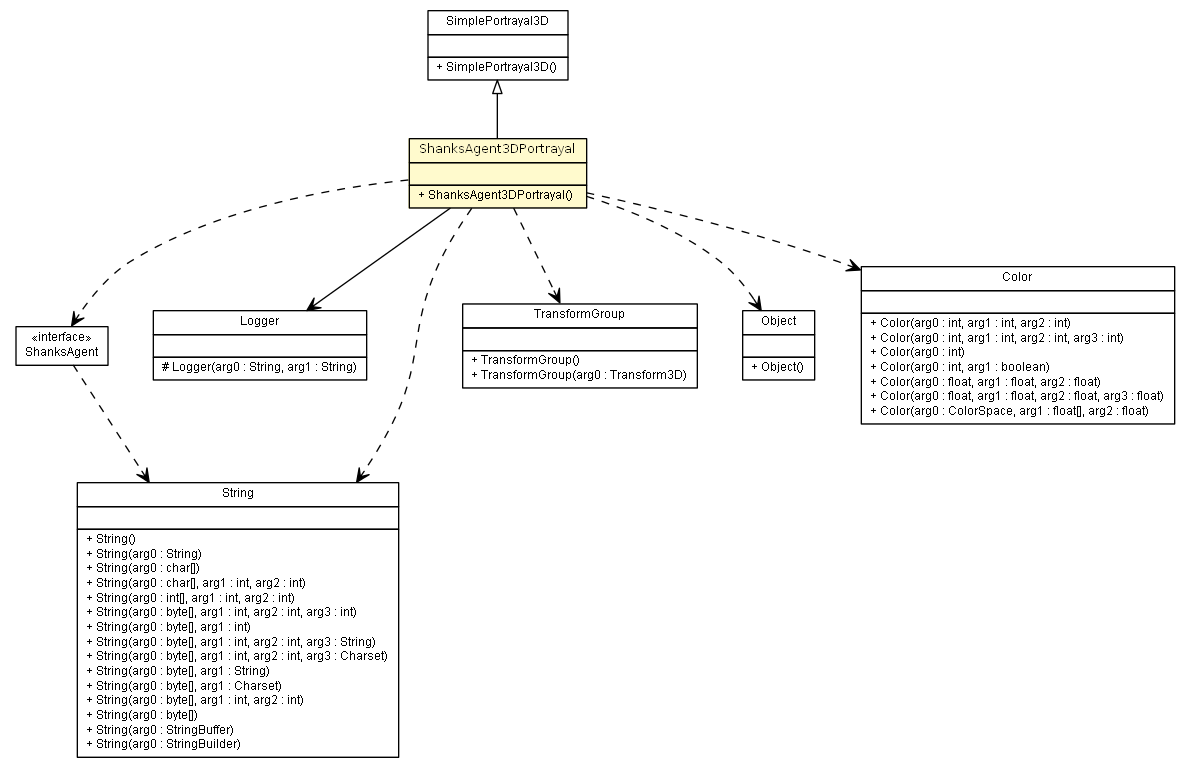 SimplePortrayal3D
+ SimplePortrayal3D()
ShanksAgent3DPortrayal
+ ShanksAgent3DPortrayal()
«interface»
ShanksAgent
Logger
# Logger(arg0 : String, arg1 : String)
TransformGroup
+ TransformGroup()
+ TransformGroup(arg0 : Transform3D)
Object
+ Object()
Color
+ Color(arg0 : int, arg1 : int, arg2 : int)
+ Color(arg0 : int, arg1 : int, arg2 : int, arg3 : int)
+ Color(arg0 : int)
+ Color(arg0 : int, arg1 : boolean)
+ Color(arg0 : float, arg1 : float, arg2 : float)
+ Color(arg0 : float, arg1 : float, arg2 : float, arg3 : float)
+ Color(arg0 : ColorSpace, arg1 : float[], arg2 : float)
String
+ String()
+ String(arg0 : String)
+ String(arg0 : char[])
+ String(arg0 : char[], arg1 : int, arg2 : int)
+ String(arg0 : int[], arg1 : int, arg2 : int)
+ String(arg0 : byte[], arg1 : int, arg2 : int, arg3 : int)
+ String(arg0 : byte[], arg1 : int)
+ String(arg0 : byte[], arg1 : int, arg2 : int, arg3 : String)
+ String(arg0 : byte[], arg1 : int, arg2 : int, arg3 : Charset)
+ String(arg0 : byte[], arg1 : String)
+ String(arg0 : byte[], arg1 : Charset)
+ String(arg0 : byte[], arg1 : int, arg2 : int)
+ String(arg0 : byte[])
+ String(arg0 : StringBuffer)
+ String(arg0 : StringBuilder)